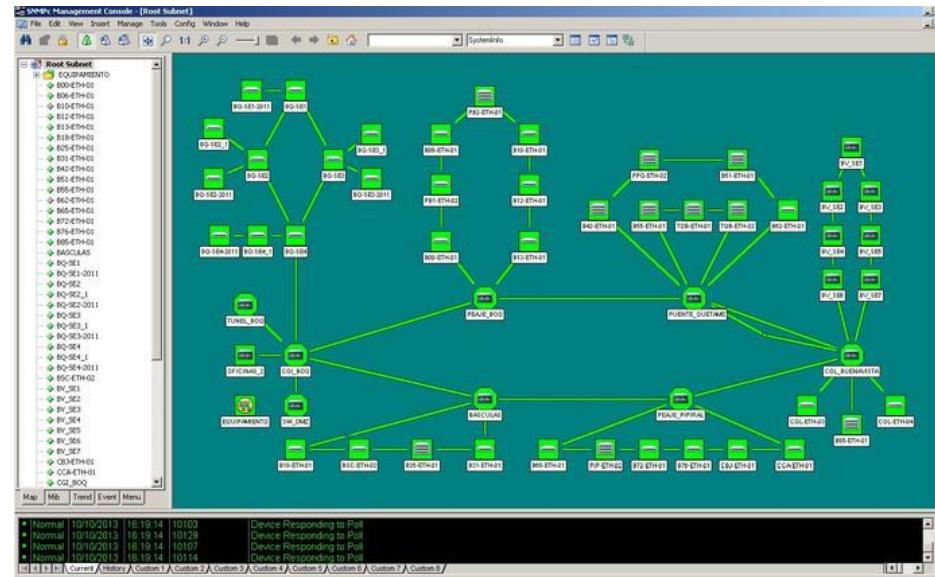 SNMPc Management Console - [Root Subnet]
File Edit View Insert Manage Tools Config Window Help
1:1 SystemInfo
Root Subnet
EQUIPAMIENTO
B00-ETH-01
B06-ETH-01
B10-ETH-01
B12-ETH-01
B13-ETH-01
B18-ETH-01
B25-ETH-01
B31-ETH-01
B42-ETH-01
B51-ETH-01
B55-ETH-01
B62-ETH-01
B65-ETH-01
B72-ETH-01
B76-ETH-01
B85-ETH-01
BASCULAS
BQ-SE1
BQ-SE1-2011
BQ-SE2
BQ-SE2_1
BQ-SE2-2011
BQ-SE3
BQ-SE3_1
BQ-SE3-2011
BQ-SE4
BQ-SE4_1
BQ-SE4-2011
BSC-ETH-02
BV_SE1
BV_SE2
BV_SE3
BV_SE4
BV_SE5
BV_SE6
BV_SE7
CBJ-ETH-01
CCA-ETH-01
CGI_BOQ
Map Mib Trend Event Menu
BQ-SE1-2011 BQ-SE1
BQ-SE2_1 BQ-SE2 BQ-SE3 BQ-SE3_1
BQ-SE2-2011 BQ-SE3-2011
BQ-SE4-2011 BQ-SE4_1 BQ-SE4
PB2-ETH-01
B06-ETH-01 B10-ETH-01
PB1-ETH-02 B12-ETH-01
B00-ETH-01 B13-ETH-01
PPO-ETH-02 B51-ETH-01
B42-ETH-01 B55-ETH-01 TQB-ETH-01 TQB-ETH-02 B62-ETH-01
BV_SE1
BV_SE2 BV_SE3
BV_SE4 BV_SE5
BV_SE6 BV_SE7
TUNEL_BOQ PEAJE_BOQ PUENTE_QUETAME
OFICINAS_2 CGI_BOQ CGL_BUENAVISTA
EQUIPAMIENTO SW_DMZ BASCULAS PEAJE_PIPIRAL
CGL-ETH-03 B85-ETH-01 CGL-ETH-04
B18-ETH-01 BSC-ETH-02 B25-ETH-01 B31-ETH-01 B65-ETH-01 PIP-ETH-02 B72-ETH-01 B76-ETH-01 CBJ-ETH-01 CCA-ETH-01
Normal 10/10/2013 16:19:14 10103 Device Responding to Poll
Normal 10/10/2013 16:19:14 10129 Device Responding to Poll
Normal 10/10/2013 16:19:14 10107 Device Responding to Poll
Normal 10/10/2013 16:19:14 10114 Device Responding to Poll
Current History Custom 1 Custom 2 Custom 3 Custom 4 Custom 5 Custom 6 Custom 7 Custom 8